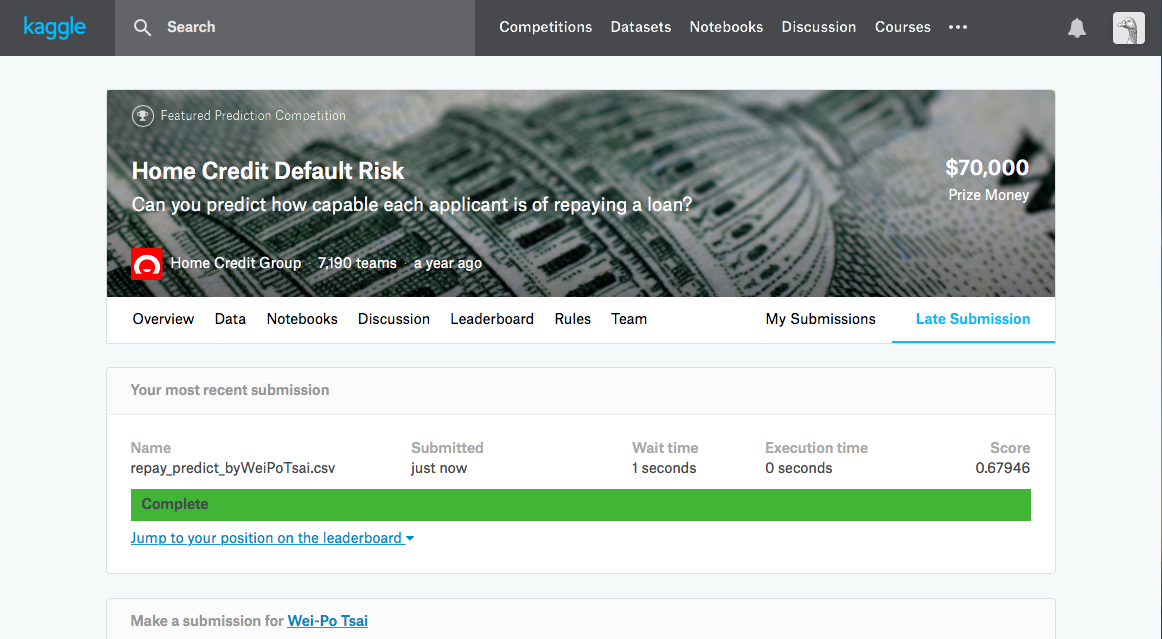 kaggle Search Competitions Datasets Notebooks Discussion Courses
Featured Prediction Competition
Home Credit Default Risk
$70,000
Can you predict how capable each applicant is of repaying a loan?
Prize Money
Home Credit Group · 7,190 teams · a year ago
Overview Data Notebooks Discussion Leaderboard Rules Team My Submissions Late Submission
Your most recent submission
Name Submitted Wait time Execution time Score
repay_predict_byWeiPoTsai.csv just now 1 seconds 0 seconds 0.67946
Complete
Jump to your position on the leaderboard
Make a submission for Wei-Po Tsai